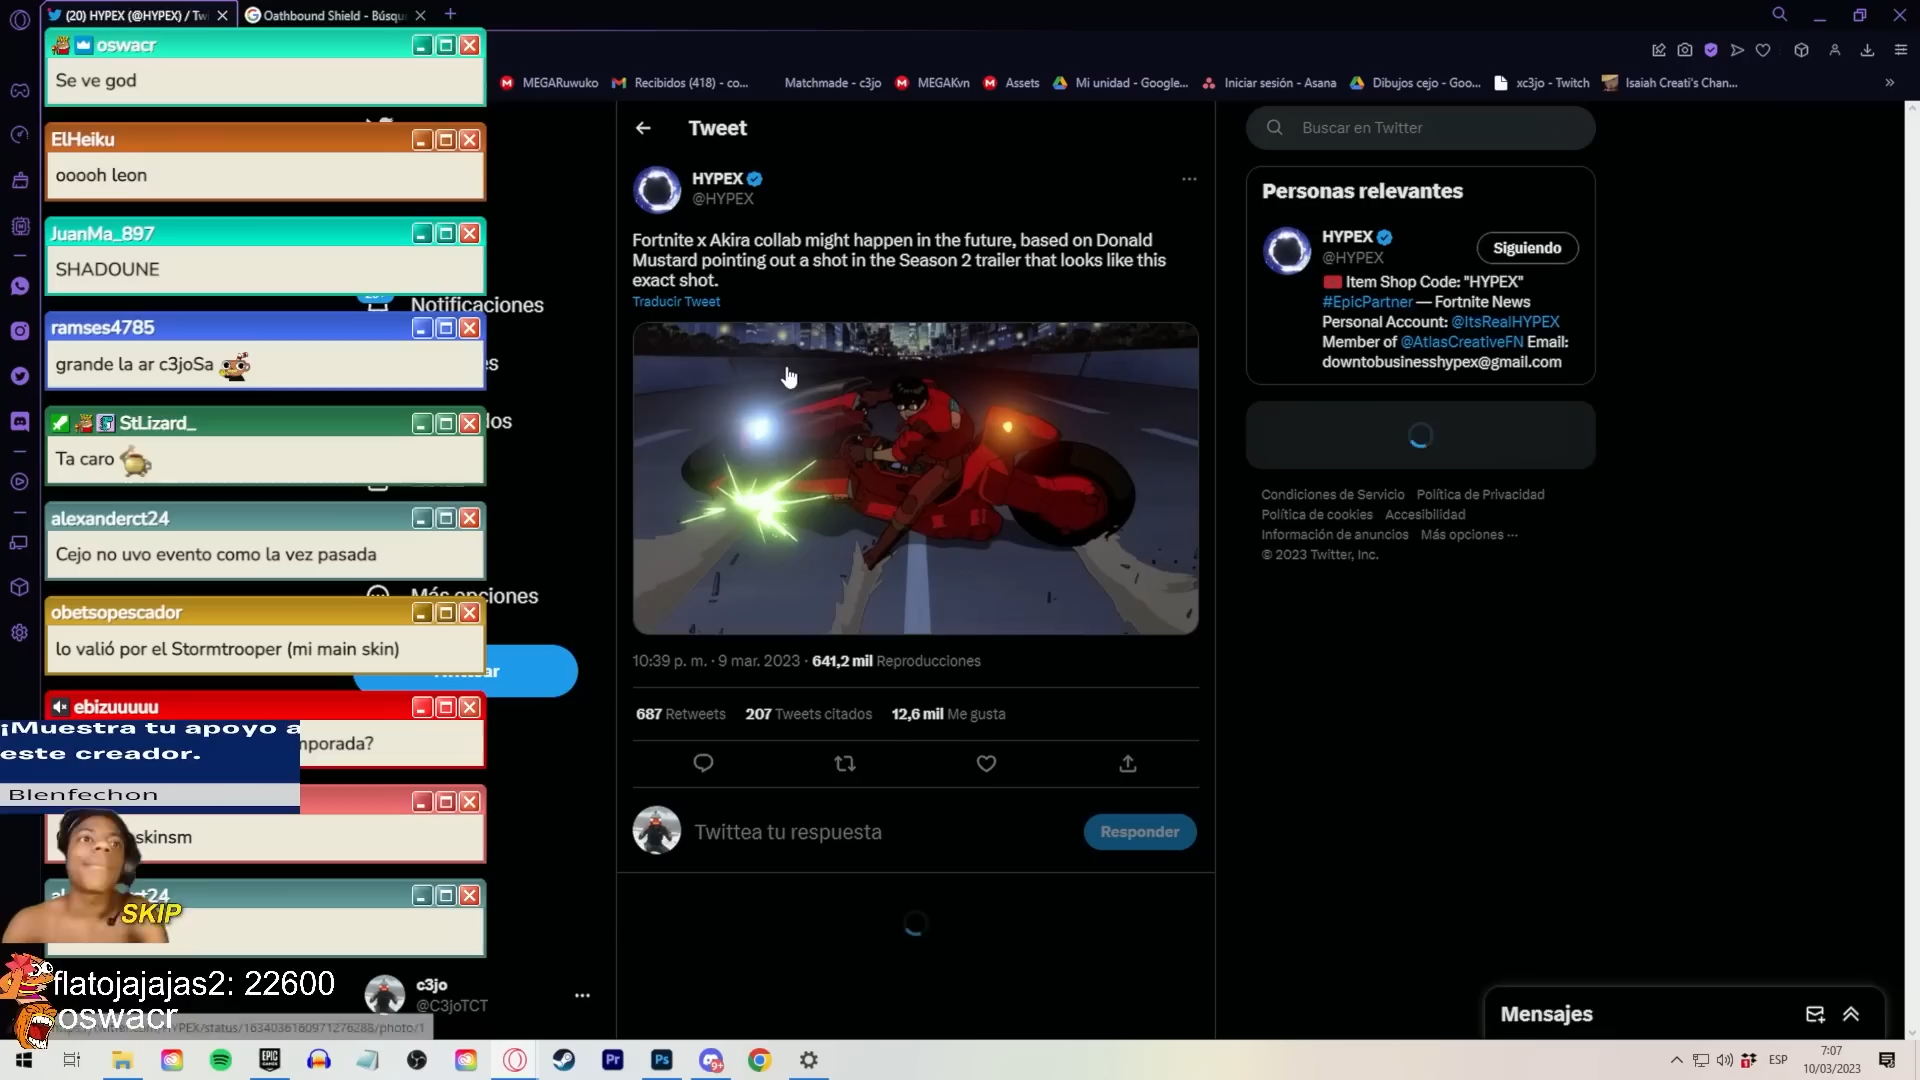 (20) HYPEX (@HYPEX) / Tw
Oathbound Shield - Búsqu
oswacr
Se ve god
ElHeiku
ooooh leon
JuanMa_897
SHADOUNE
ramses4785
grande la ar c3joSa
StLizard_
Ta caro
alexanderct24
Cejo no uvo evento como la vez pasada
obetsopescador
lo valió por el Stormtrooper (mi main skin)
ebizuuuuu
mporada?
¡Muestra tu apoyo a
este creador.
Blenfechon
skinsm
SKIP
flatojajajas2: 22600
oswacr
MEGARuwuko
Recibidos (418) - co...
Matchmade - c3jo
MEGAKvn
Assets
Mi unidad - Google...
Iniciar sesión - Asana
Dibujos cejo - Goo...
xc3jo - Twitch
Isaiah Creati's Chan...
Notificaciones
Más opciones
c3jo
@C3joTCT
Tweet
HYPEX
@HYPEX
Fortnite x Akira collab might happen in the future, based on Donald
Mustard pointing out a shot in the Season 2 trailer that looks like this
exact shot.
Traducir Tweet
10:39 p. m. · 9 mar. 2023 · 641,2 mil Reproducciones
687 Retweets 207 Tweets citados 12,6 mil Me gusta
Twittea tu respuesta
Responder
Buscar en Twitter
Personas relevantes
HYPEX
@HYPEX
Siguiendo
Item Shop Code: "HYPEX"
#EpicPartner — Fortnite News
Personal Account: @ItsRealHYPEX
Member of @AtlasCreativeFN Email:
downtobusinesshypex@gmail.com
Condiciones de Servicio Política de Privacidad
Política de cookies Accesibilidad
Información de anuncios Más opciones ···
© 2023 Twitter, Inc.
Mensajes
EPIC
GAMES
Pr
Ps
9+
ESP
7:07
10/03/2023